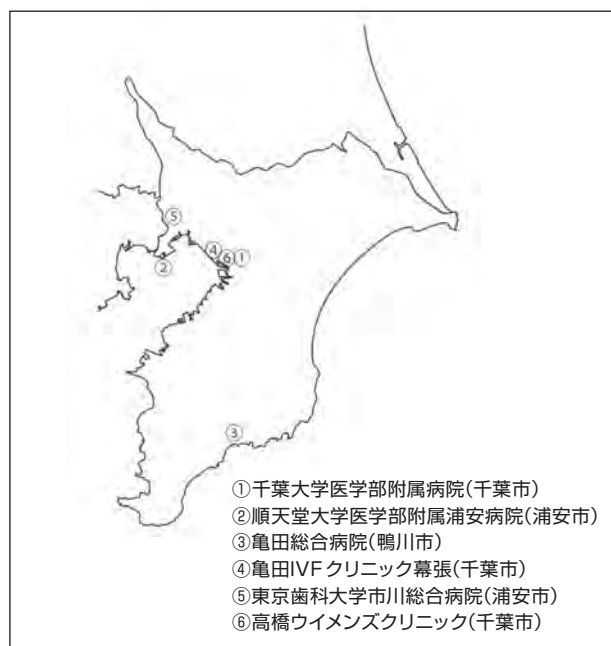 ⑤
②
④
⑥
①
③
①千葉大学医学部附属病院(千葉市)
②順天堂大学医学部附属浦安病院(浦安市)
③亀田総合病院(鴨川市)
④亀田IVFクリニック幕張(千葉市)
⑤東京歯科大学市川総合病院(浦安市)
⑥高橋ウイメンズクリニック(千葉市)